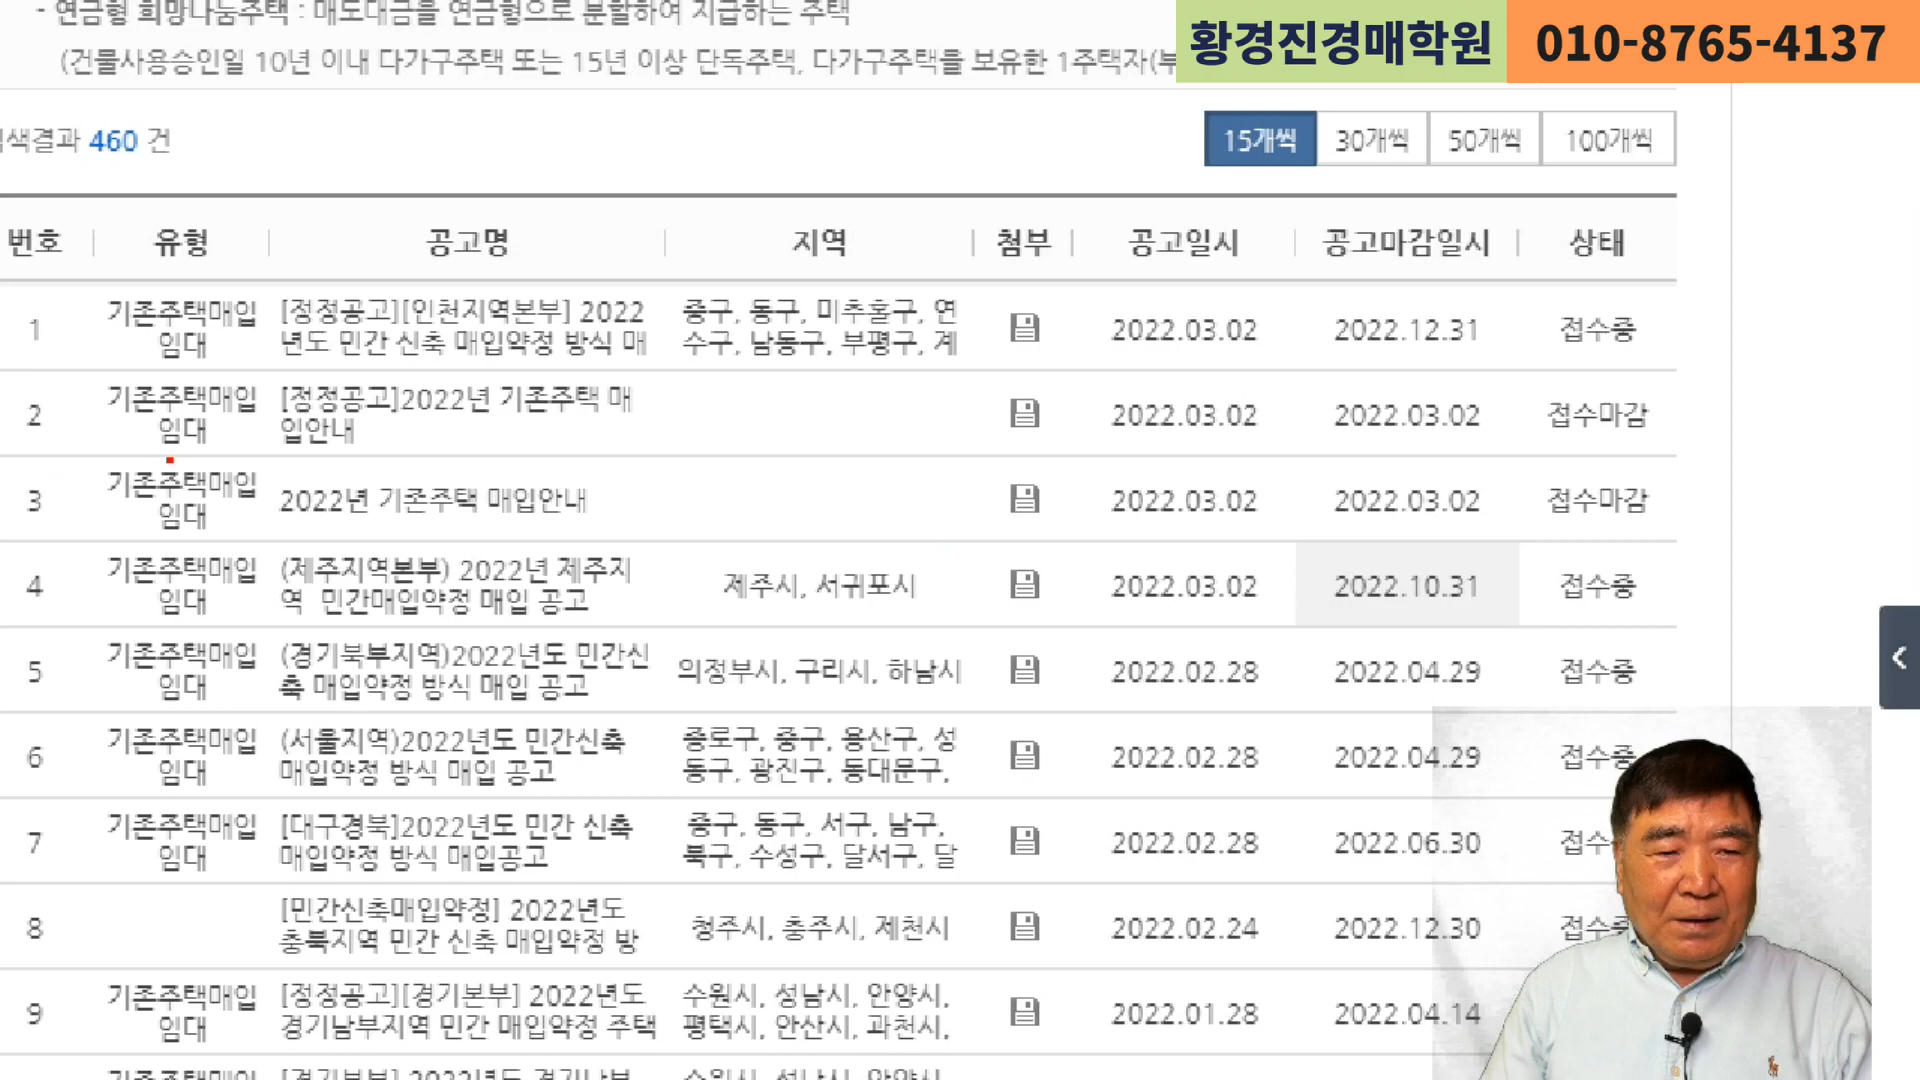 - 연금형 희망나눔주택 : 매도대금을 연금형으로 분할하여 지급하는 주택
황경진경매학원 010-8765-4137
(건물사용승인일 10년 이내 다가구주택 또는 15년 이상 단독주택, 다가구주택을 보유한 1주택자(부
색결과 460 건
15개씩 30개씩 50개씩 100개씩
번호 유형 공고명 지역 첨부 공고일시 공고마감일시 상태
1 기존주택매입 임대 [정정공고][인천지역본부] 2022 년도 민간 신축 매입약정 방식 매 중구, 동구, 미추홀구, 연 수구, 남동구, 부평구, 계 2022.03.02 2022.12.31 접수중
2 기존주택매입 임대 [정정공고]2022년 기존주택 매 입안내 2022.03.02 2022.03.02 접수마감
3 기존주택매입 임대 2022년 기존주택 매입안내 2022.03.02 2022.03.02 접수마감
4 기존주택매입 임대 (제주지역본부) 2022년 제주지 역 민간매입약정 매입 공고 제주시, 서귀포시 2022.03.02 2022.10.31 접수중
5 기존주택매입 임대 (경기북부지역)2022년도 민간신 축 매입약정 방식 매입 공고 의정부시, 구리시, 하남시 2022.02.28 2022.04.29 접수중
6 기존주택매입 임대 (서울지역)2022년도 민간신축 매입약정 방식 매입 공고 종로구, 중구, 용산구, 성 동구, 광진구, 동대문구, 2022.02.28 2022.04.29 접수중
7 기존주택매입 임대 [대구경북]2022년도 민간 신축 매입약정 방식 매입공고 중구, 동구, 서구, 남구, 북구, 수성구, 달서구, 달 2022.02.28 2022.06.30 접수
8 [민간신축매입약정] 2022년도 충북지역 민간 신축 매입약정 방 청주시, 충주시, 제천시 2022.02.24 2022.12.30 접수중
9 기존주택매입 임대 [정정공고][경기본부] 2022년도 경기남부지역 민간 매입약정 주택 수원시, 성남시, 안양시, 평택시, 안산시, 과천시, 2022.01.28 2022.04.14